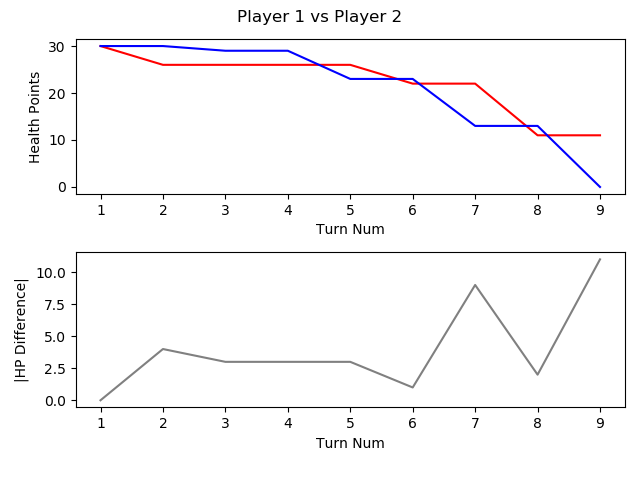 Player 1 vs Player 2
30
20
10
0
Health Points
1 2 3 4 5 6 7 8 9
Turn Num
10.0
7.5
5.0
2.5
0.0
|HP Difference|
1 2 3 4 5 6 7 8 9
Turn Num